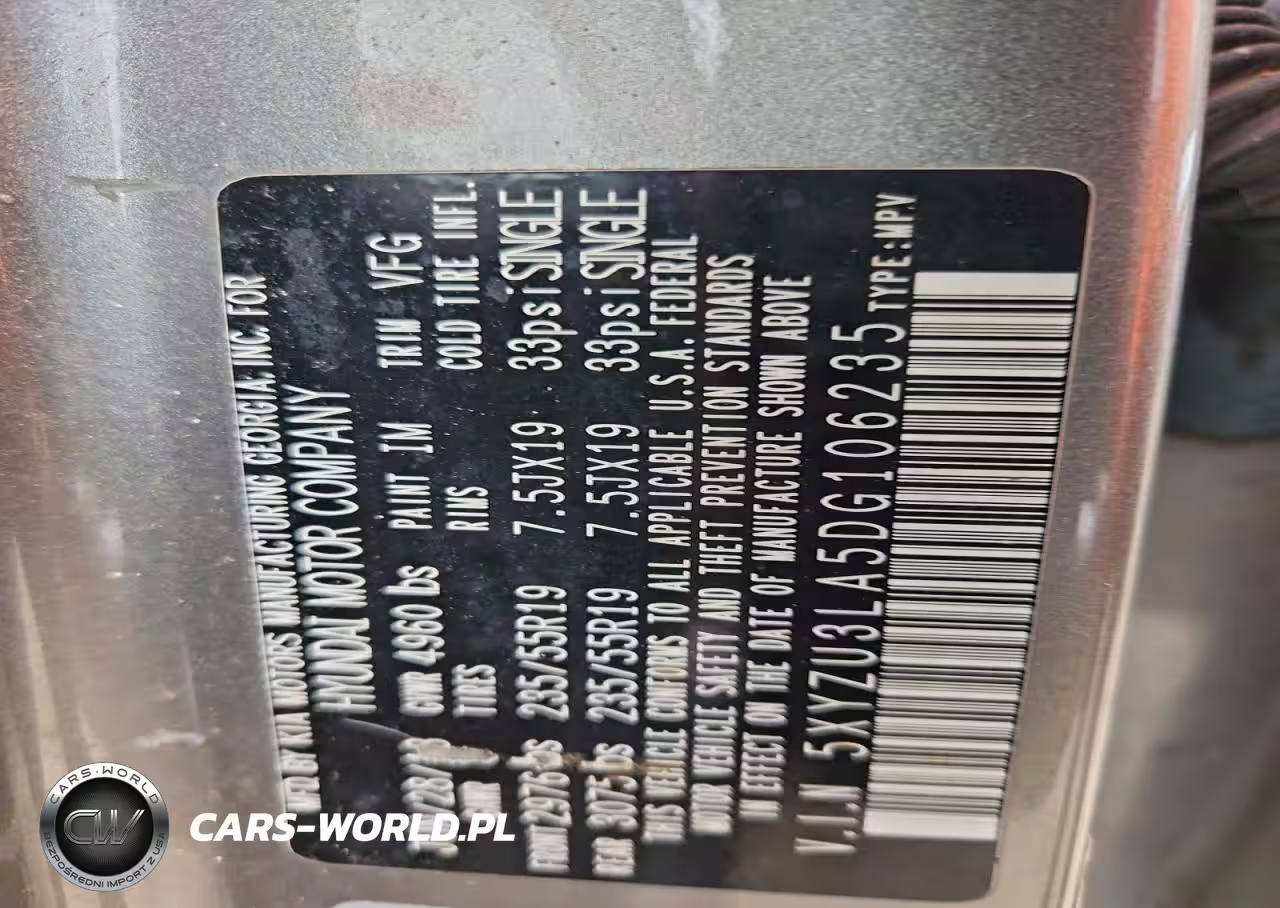 MFD BY KIA MOTORS MANUFACTURING GEORGIA, INC. FOR
HYUNDAI MOTOR COMPANY
GVWR 4960 lbs PAINT IM TRIM VFG
TIRES RIMS COLD TIRE INFL.
FRONT 2976 lbs 235/55R19 7.5JX19 33psi SINGLE
REAR 3075 lbs 235/55R19 7.5JX19 33psi SINGLE
THIS VEHICLE CONFORMS TO ALL APPLICABLE U.S.A. FEDERAL
MOTOR VEHICLE SAFETY AND THEFT PREVENTION STANDARDS
IN EFFECT ON THE DATE OF MANUFACTURE SHOWN ABOVE
V.I.N 5XYZU3LA5DG106235 TYPE:MPV
CARS-WORLD
CW
BEZPOŚREDNI IMPORT Z USA
CARS-WORLD.PL